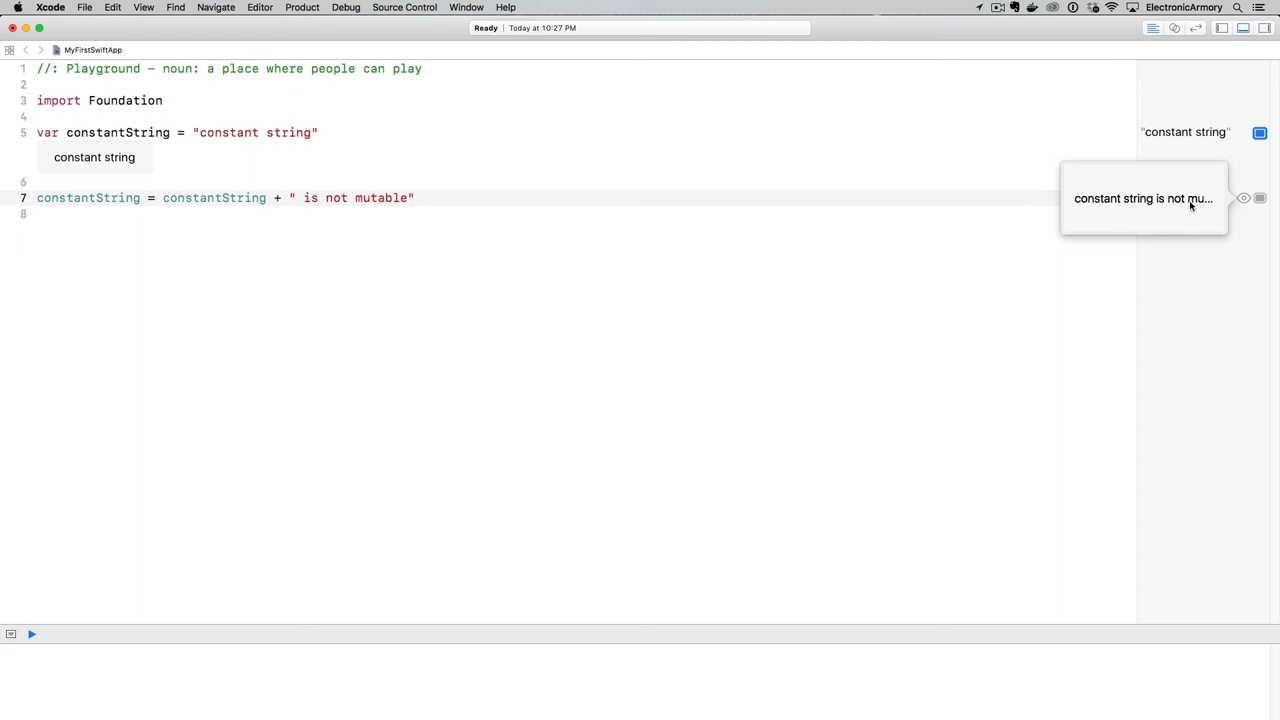 Xcode File Edit View Find Navigate Editor Product Debug Source Control Window Help ElectronicArmory
Ready | Today at 10:27 PM
MyFirstSwiftApp
1 //: Playground – noun: a place where people can play
2
3 import Foundation
4
5 var constantString = "constant string" "constant string"
constant string
6
7 constantString = constantString + " is not mutable" constant string is not mu...
8